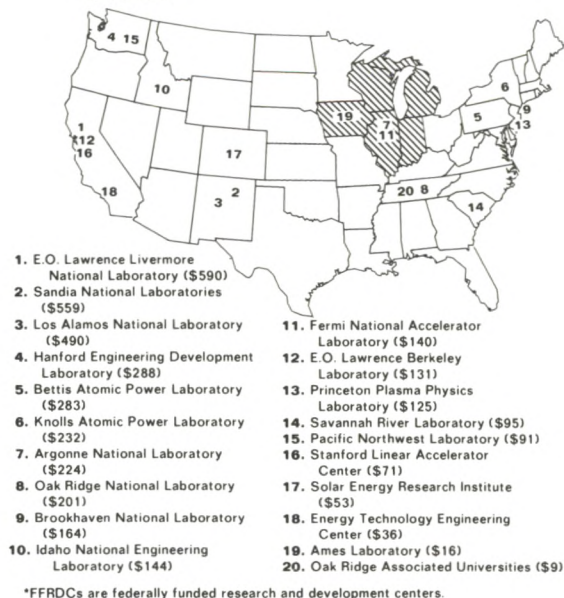 4 15
10
1
12
16
18
17
2
3
19
7
11
20 8
14
5
6
9
13
1. E.O. Lawrence Livermore
National Laboratory ($590)
2. Sandia National Laboratories
($559)
3. Los Alamos National Laboratory
($490)
4. Hanford Engineering Development
Laboratory ($288)
5. Bettis Atomic Power Laboratory
($283)
6. Knolls Atomic Power Laboratory
($232)
7. Argonne National Laboratory
($224)
8. Oak Ridge National Laboratory
($201)
9. Brookhaven National Laboratory
($164)
10. Idaho National Engineering
Laboratory ($144)
11. Fermi National Accelerator
Laboratory ($140)
12. E.O. Lawrence Berkeley
Laboratory ($131)
13. Princeton Plasma Physics
Laboratory ($125)
14. Savannah River Laboratory ($95)
15. Pacific Northwest Laboratory ($91)
16. Stanford Linear Accelerator
Center ($71)
17. Solar Energy Research Institute
($53)
18. Energy Technology Engineering
Center ($36)
19. Ames Laboratory ($16)
20. Oak Ridge Associated Universities ($9)
*FFRDCs are federally funded research and development centers.